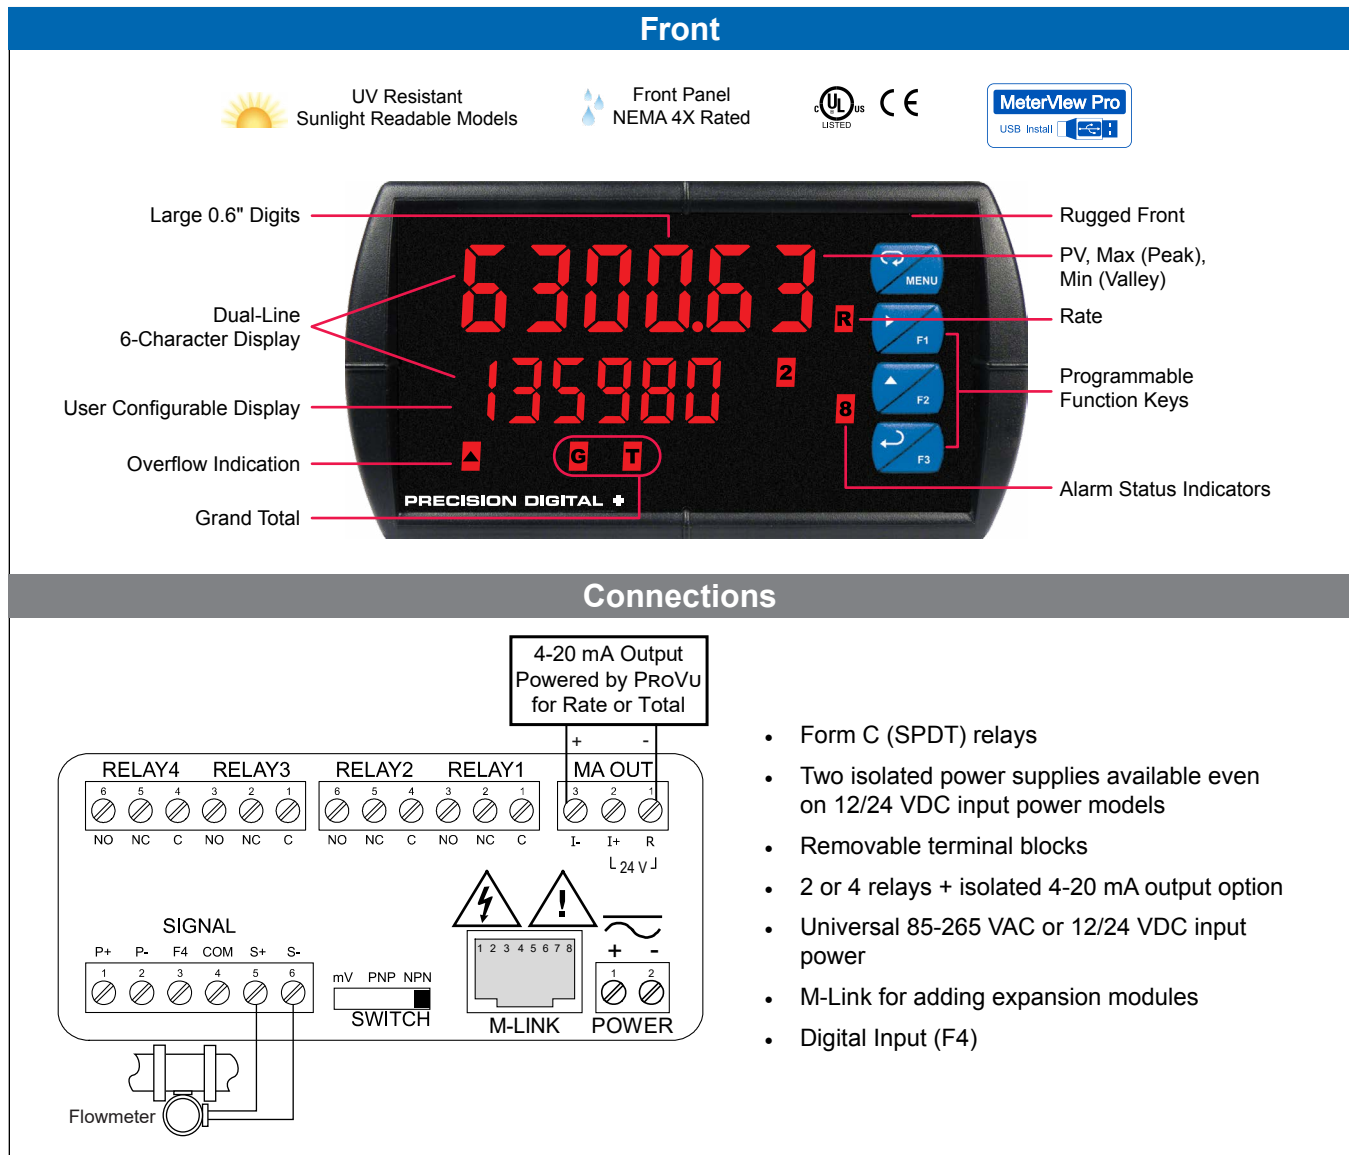 Front
UV Resistant
Sunlight Readable Models
Front Panel
NEMA 4X Rated
C UL US
LISTED
CE
MeterView Pro
USB Install
Large 0.6" Digits
Dual-Line
6-Character Display
User Configurable Display
Overflow Indication
Grand Total
6300.63
R
135980
2
8
G T
PRECISION DIGITAL
MENU
F1
F2
F3
Rugged Front
PV, Max (Peak),
Min (Valley)
Rate
Programmable
Function Keys
Alarm Status Indicators
Connections
4-20 mA Output
Powered by PROVU
for Rate or Total
+ -
RELAY4 RELAY3 RELAY2 RELAY1 MA OUT
6 5 4 3 2 1 6 5 4 3 2 1 3 2 1
NO NC C NO NC C NO NC C NO NC C I- I+ R
24 V
SIGNAL
P+ P- F4 COM S+ S-
1 2 3 4 5 6
mV PNP NPN
SWITCH
1 2 3 4 5 6 7 8
M-LINK
+ -
1 2
POWER
Flowmeter
• Form C (SPDT) relays
• Two isolated power supplies available even
on 12/24 VDC input power models
• Removable terminal blocks
• 2 or 4 relays + isolated 4-20 mA output option
• Universal 85-265 VAC or 12/24 VDC input
power
• M-Link for adding expansion modules
• Digital Input (F4)